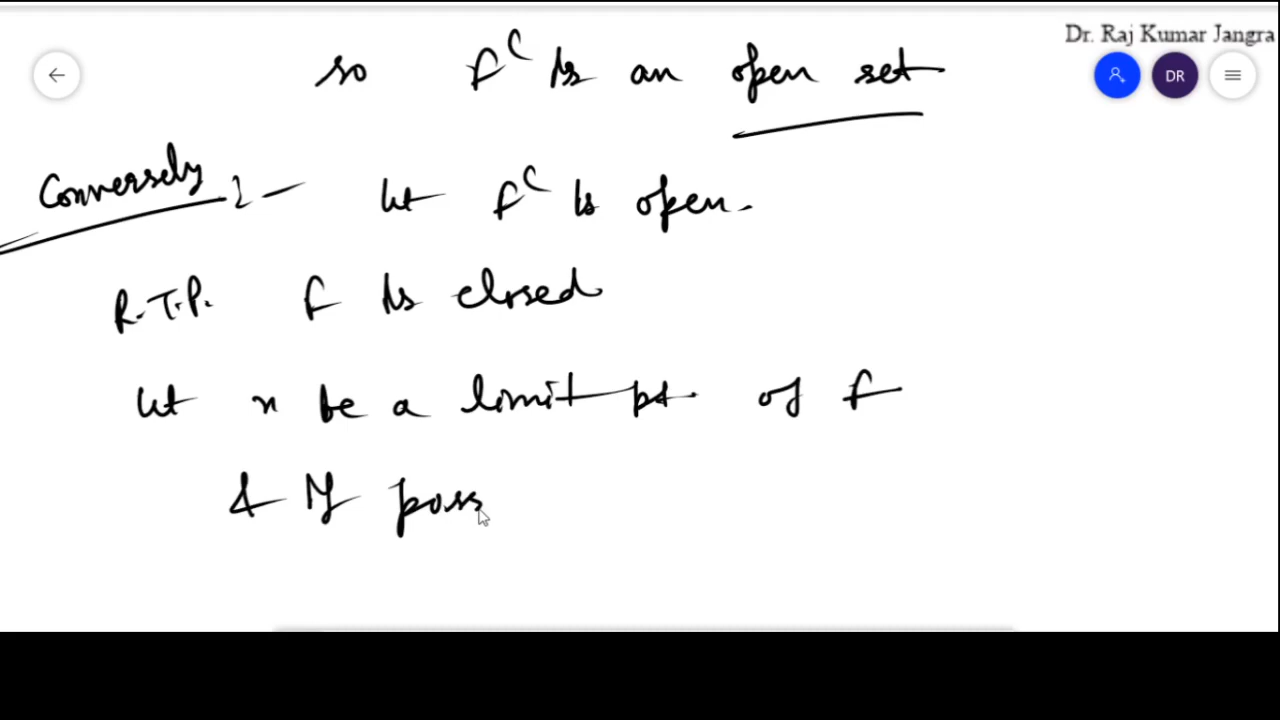 Dr. Raj Kumar Jangra
so F^c is an open set
DR
Conversely :- let F^c is open.
R.T.P. F is closed
let x be a limit pt. of F
& if poss